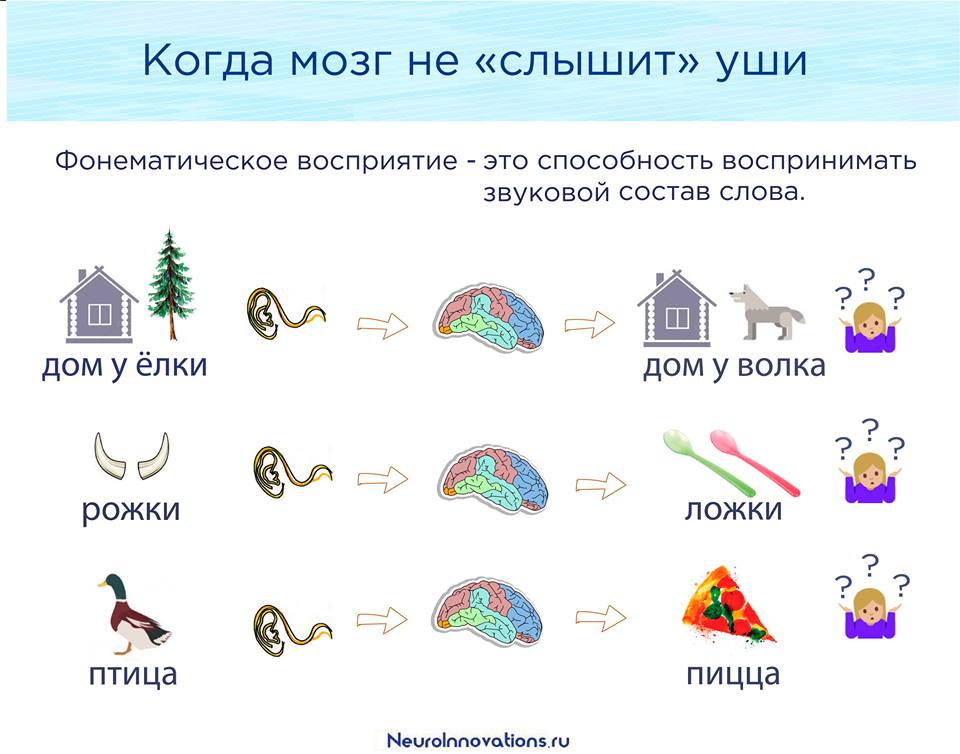 Когда мозг не «слышит» уши
Фонематическое восприятие - это способность воспринимать
звуковой состав слова.
? ? ?
дом у ёлки дом у волка
? ? ?
рожки ложки
? ? ?
птица пицца
NeuroInnovations.ru